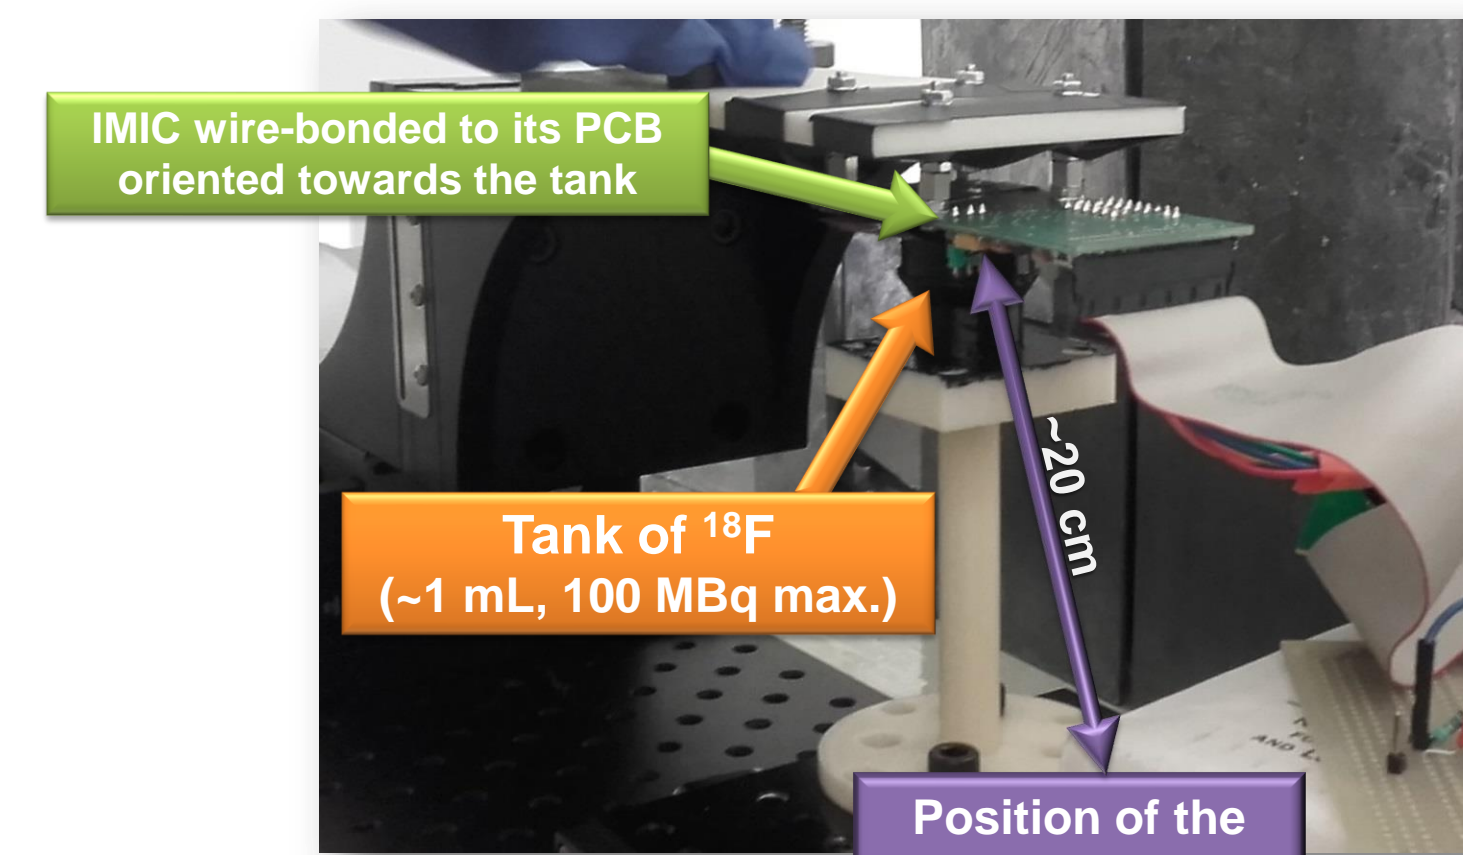 IMIC wire-bonded to its PCB
oriented towards the tank
~20 cm
Tank of ¹⁸F
(~1 mL, 100 MBq max.)
Position of the
AND